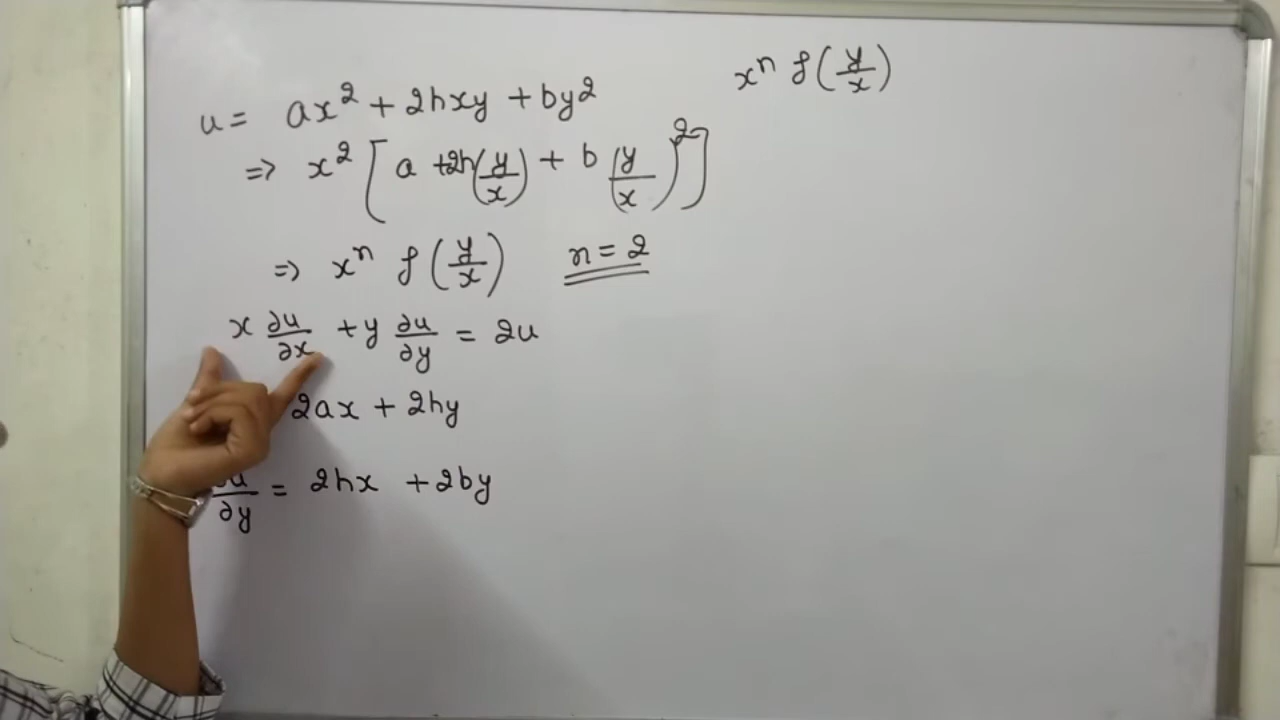 u = ax² + 2hxy + by²
xⁿ f(y/x)
=> x² [a + 2h(y/x) + b(y/x)²]
=> xⁿ f(y/x) n = 2
x ∂u/∂x + y ∂u/∂y = 2u
2ax + 2hy
∂u/∂y = 2hx + 2by